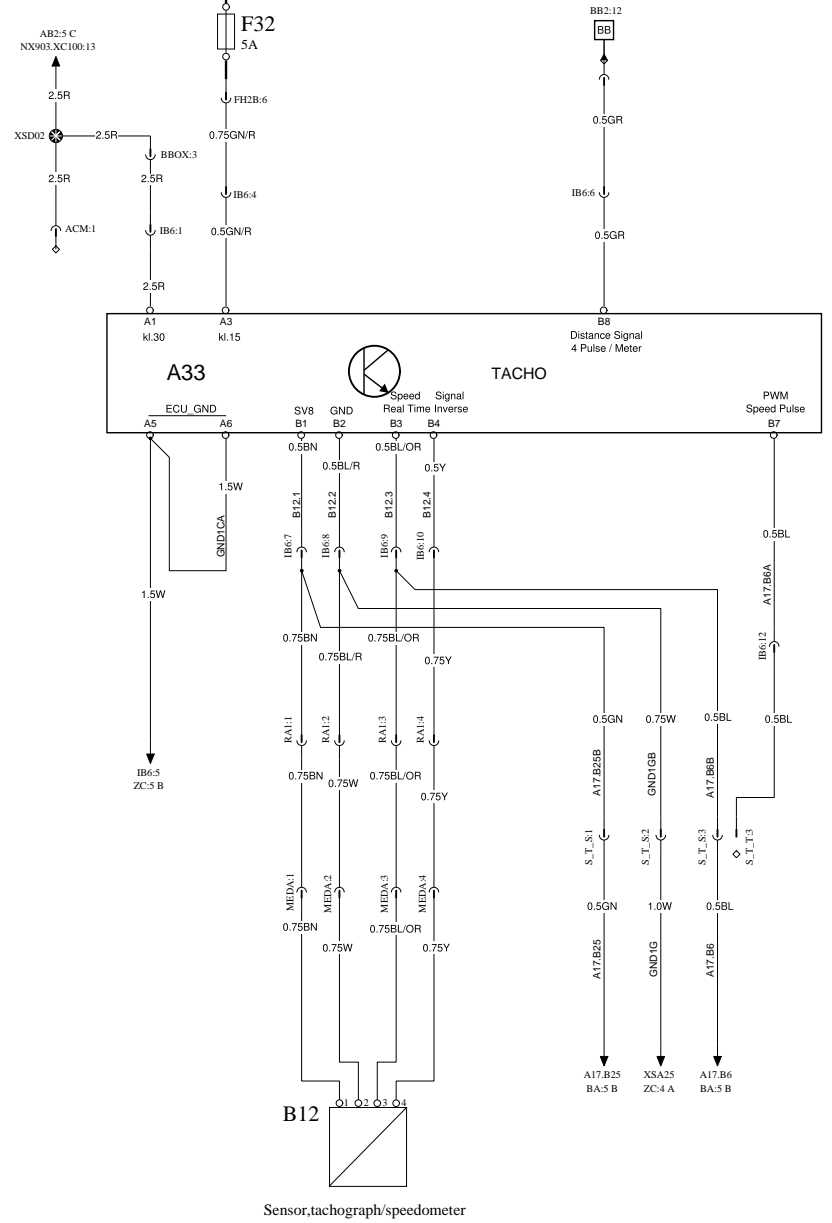 BB2:12
F32
5A
BB
AB2:5 C
NX903.XC100:13
2.5R
FH2B:6
0.5GR
XSD02
2.5R
0.75GN/R
BBOX:3
2.5R
2.5R
IB6:4
IB6:6
ACM:1
IB6:1
0.5GN/R
0.5GR
2.5R
A1
A3
B8
kl.30
kl.15
Distance Signal
4 Pulse / Meter
A33
TACHO
Speed Signal
Real Time Inverse
PWM
Speed Pulse
ECU_GND
SV8
GND
A5
A6
B1
B2
B3
B4
B7
0.5BN
0.5BL/OR
0.5BL/R
0.5Y
1.5W
B12.1
B12.2
B12.3
B12.4
GND1CA
IB6:7
IB6:8
IB6:9
IB6:10
0.5BL
A17.B6A
1.5W
IB6:12
0.75BN
0.75BL/OR
0.75BL/R
0.75Y
RA1:1
RA1:2
RA1:3
RA1:4
0.5GN
0.75W
0.5BL
0.5BL
IB6:5
ZC:5 B
0.75BN
0.75W
0.75BL/OR
0.75Y
A17.B25B
GND1GB
A17.B6B
S_T_S:1
S_T_S:2
S_T_S:3
S_T_T:3
MEDA:1
MEDA:2
MEDA:3
MEDA:4
0.5GN
1.0W
0.5BL
0.75BN
0.75W
0.75BL/OR
0.75Y
A17.B25
GND1G
A17.B6
A17.B25
BA:5 B
XSA25
ZC:4 A
A17.B6
BA:5 B
B12
1
2
3
4
Sensor,tachograph/speedometer